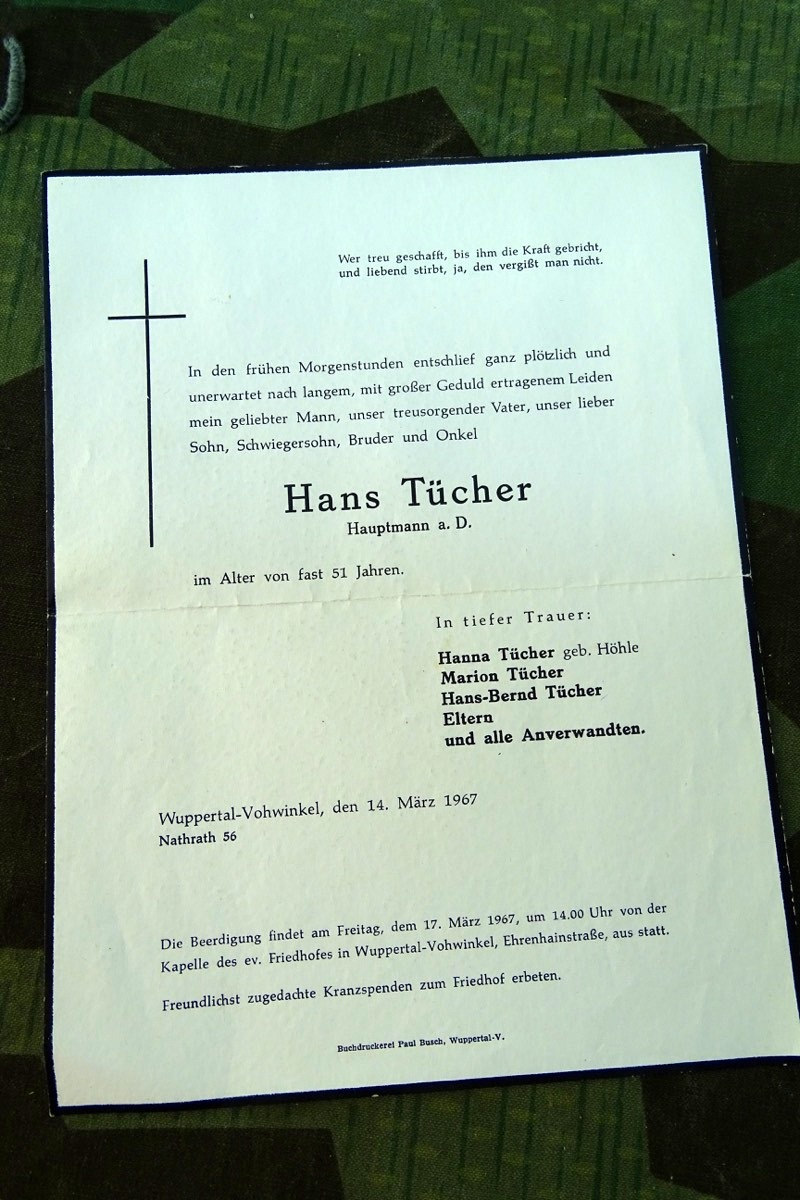 Wer treu geschafft, bis ihm die Kraft gebricht,
und liebend stirbt, ja, den vergißt man nicht.
In den frühen Morgenstunden entschlief ganz plötzlich und
unerwartet nach langem, mit großer Geduld ertragenem Leiden
mein geliebter Mann, unser treusorgender Vater, unser lieber
Sohn, Schwiegersohn, Bruder und Onkel
Hans Tücher
Hauptmann a. D.
im Alter von fast 51 Jahren.
In tiefer Trauer:
Hanna Tücher geb. Höhle
Marion Tücher
Hans-Bernd Tücher
Eltern
und alle Anverwandten.
Wuppertal-Vohwinkel, den 14. März 1967
Nathrath 56
Die Beerdigung findet am Freitag, dem 17. März 1967, um 14.00 Uhr von der
Kapelle des ev. Friedhofes in Wuppertal-Vohwinkel, Ehrenhainstraße, aus statt.
Freundlichst zugedachte Kranzspenden zum Friedhof erbeten.
Buchdruckerei Paul Busch, Wuppertal-V.